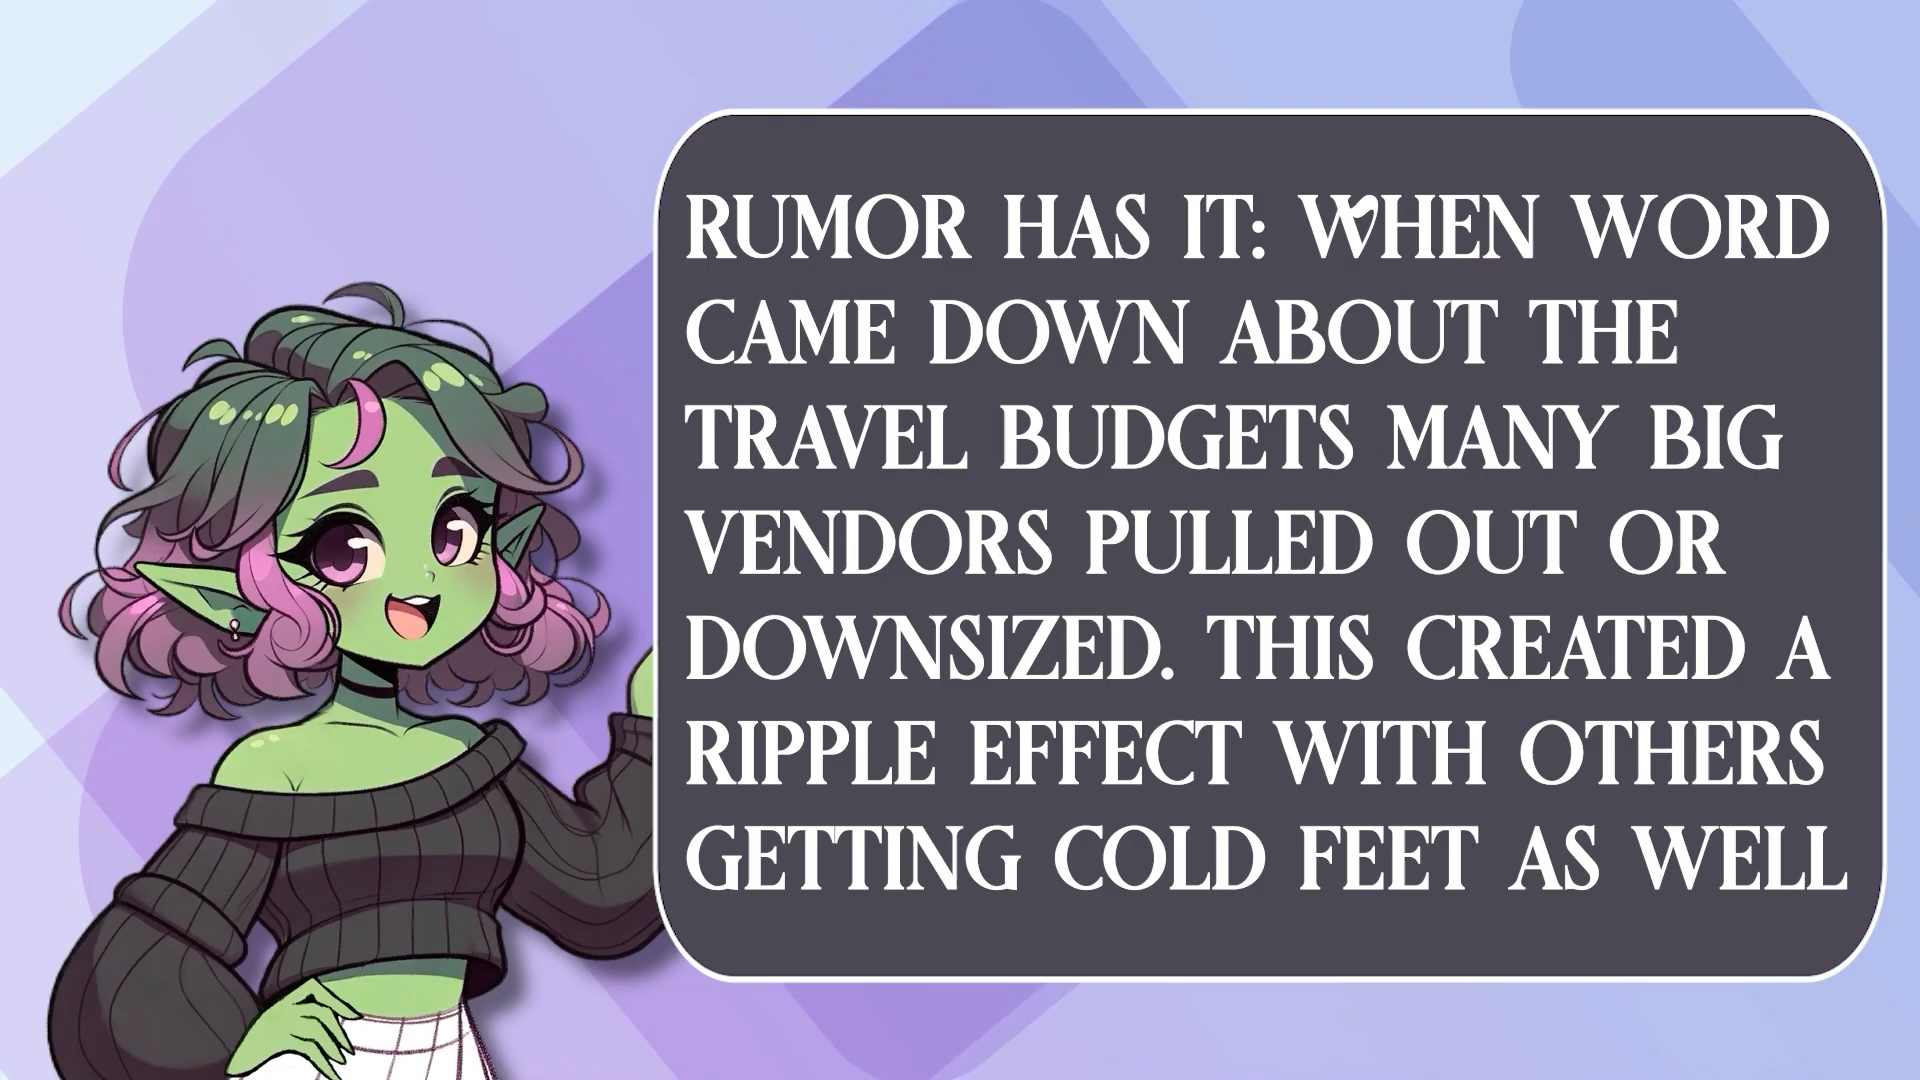 RUMOR HAS IT: WHEN WORD
CAME DOWN ABOUT THE
TRAVEL BUDGETS MANY BIG
VENDORS PULLED OUT OR
DOWNSIZED. THIS CREATED A
RIPPLE EFFECT WITH OTHERS
GETTING COLD FEET AS WELL